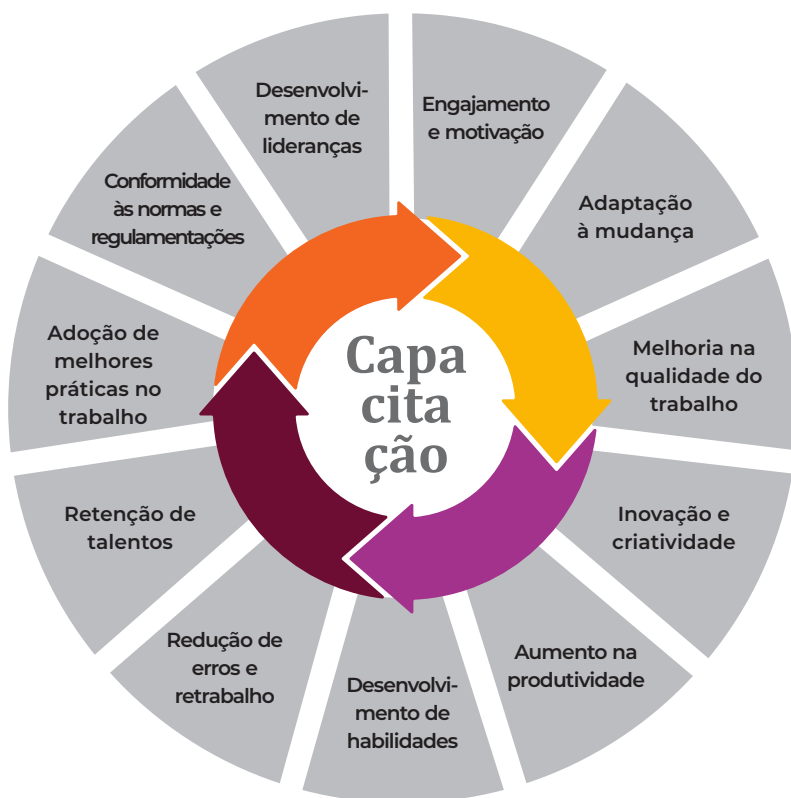 Desenvolvi-
mento de
lideranças
Engajamento
e motivação
Adaptação
à mudança
Melhoria na
qualidade do
trabalho
Inovação e
criatividade
Aumento na
produtividade
Desenvolvi-
mento de
habilidades
Redução de
erros e
retrabalho
Retenção de
talentos
Adoção de
melhores
práticas no
trabalho
Conformidade
às normas e
regulamentações
Capa
cita
ção